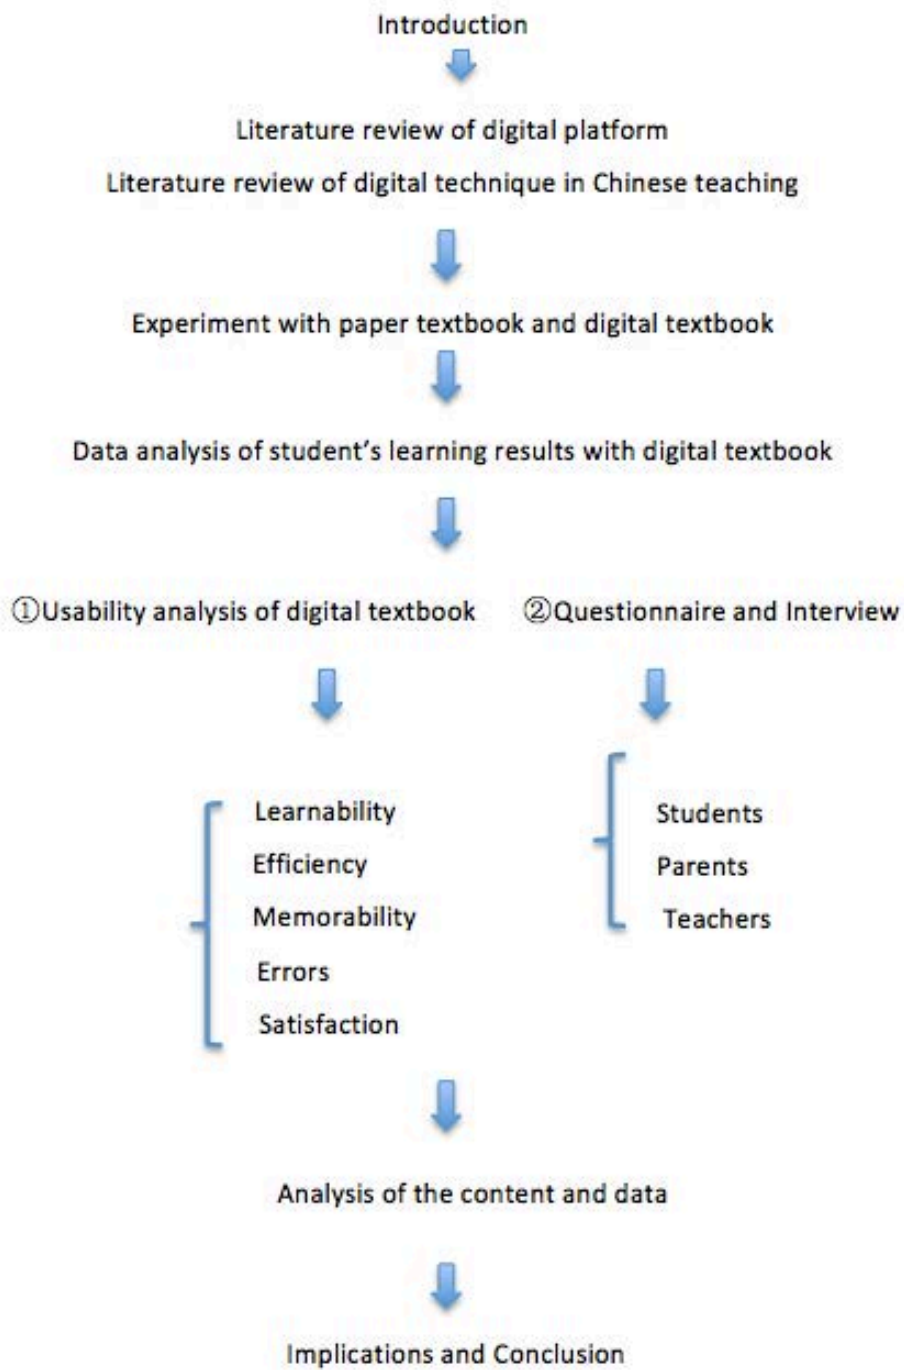 Introduction
Literature review of digital platform
Literature review of digital technique in Chinese teaching
Experiment with paper textbook and digital textbook
Data analysis of student’s learning results with digital textbook
①Usability analysis of digital textbook
②Questionnaire and Interview
Learnability
Efficiency
Memorability
Errors
Satisfaction
Students
Parents
Teachers
Analysis of the content and data
Implications and Conclusion